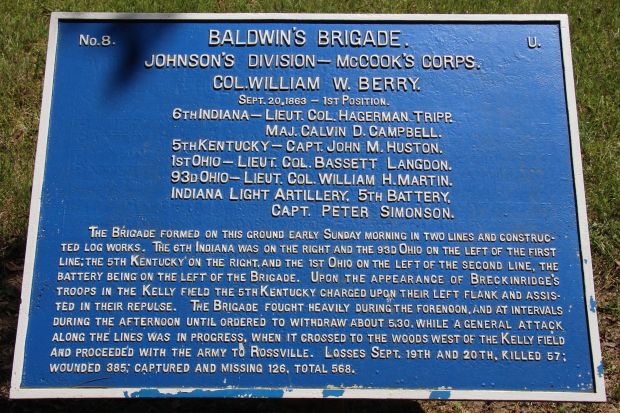 No. 8. BALDWIN'S BRIGADE. U.
JOHNSON'S DIVISION — McCOOK'S CORPS.
COL. WILLIAM W. BERRY.
SEPT. 20, 1863 — 1ST POSITION.
6TH INDIANA — LIEUT. COL. HAGERMAN TRIPP.
MAJ. CALVIN D. CAMPBELL.
5TH KENTUCKY — CAPT. JOHN M. HUSTON.
1ST OHIO — LIEUT. COL. BASSETT LANGDON.
93D OHIO — LIEUT. COL. WILLIAM H. MARTIN.
INDIANA LIGHT ARTILLERY, 5TH BATTERY,
CAPT. PETER SIMONSON.
THE BRIGADE FORMED ON THIS GROUND EARLY SUNDAY MORNING IN TWO LINES AND CONSTRUC-
TED LOG WORKS. THE 6TH INDIANA WAS ON THE RIGHT AND THE 93D OHIO ON THE LEFT OF THE FIRST
LINE; THE 5TH KENTUCKY ON THE RIGHT, AND THE 1ST OHIO ON THE LEFT OF THE SECOND LINE, THE
BATTERY BEING ON THE LEFT OF THE BRIGADE. UPON THE APPEARANCE OF BRECKINRIDGE'S
TROOPS IN THE KELLY FIELD THE 5TH KENTUCKY CHARGED UPON THEIR LEFT FLANK AND ASSIS-
TED IN THEIR REPULSE. THE BRIGADE FOUGHT HEAVILY DURING THE FORENOON, AND AT INTERVALS
DURING THE AFTERNOON UNTIL ORDERED TO WITHDRAW ABOUT 5.30. WHILE A GENERAL ATTACK
ALONG THE LINES WAS IN PROGRESS, WHEN IT CROSSED TO THE WOODS WEST OF THE KELLY FIELD
AND PROCEEDED WITH THE ARMY TO ROSSVILLE. LOSSES SEPT. 19TH AND 20TH, KILLED 57;
WOUNDED 385; CAPTURED AND MISSING 126, TOTAL 568.